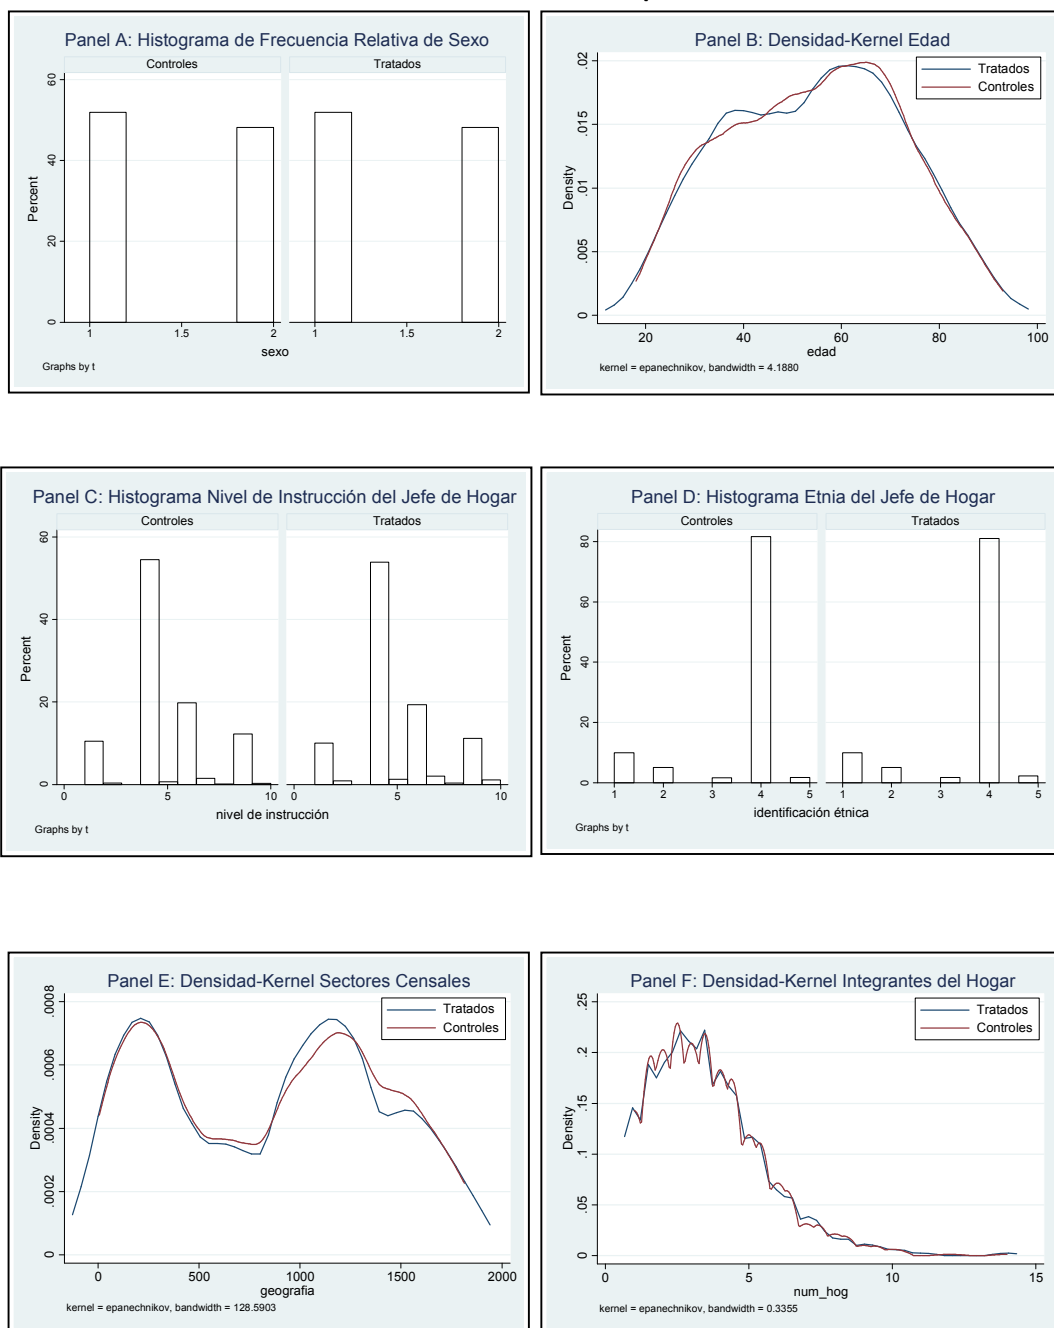 Panel A: Histograma de Frecuencia Relativa de Sexo
Controles
Tratados
Percent
0
20
40
60
1
1.5
2
1
1.5
2
sexo
Graphs by t
Panel B: Densidad-Kernel Edad
Tratados
Controles
Density
0
.005
.01
.015
.02
20
40
60
80
100
edad
kernel = epanechnikov, bandwidth = 4.1880
Panel C: Histograma Nivel de Instrucción del Jefe de Hogar
Controles
Tratados
Percent
0
20
40
60
0
5
10
0
5
10
nivel de instrucción
Graphs by t
Panel D: Histograma Etnia del Jefe de Hogar
Controles
Tratados
Percent
0
20
40
60
80
1
2
3
4
5
1
2
3
4
5
identificación étnica
Graphs by t
Panel E: Densidad-Kernel Sectores Censales
Tratados
Controles
Density
0
.0002
.0004
.0006
.0008
0
500
1000
1500
2000
geografia
kernel = epanechnikov, bandwidth = 128.5903
Panel F: Densidad-Kernel Integrantes del Hogar
Tratados
Controles
Density
0
.05
.1
.15
.2
.25
0
5
10
15
num_hog
kernel = epanechnikov, bandwidth = 0.3355